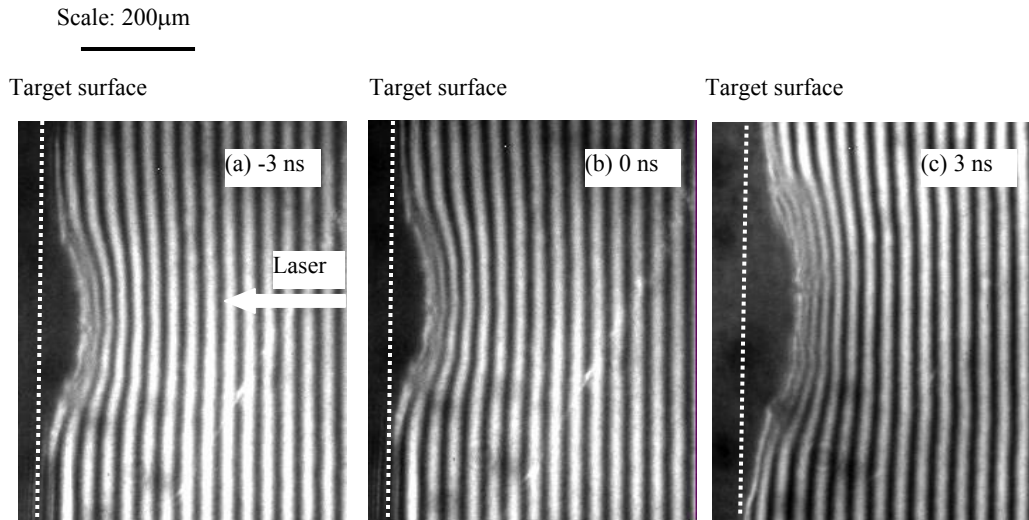 Scale: 200µm
Target surface
Target surface
Target surface
(a) -3 ns
(b) 0 ns
(c) 3 ns
Laser